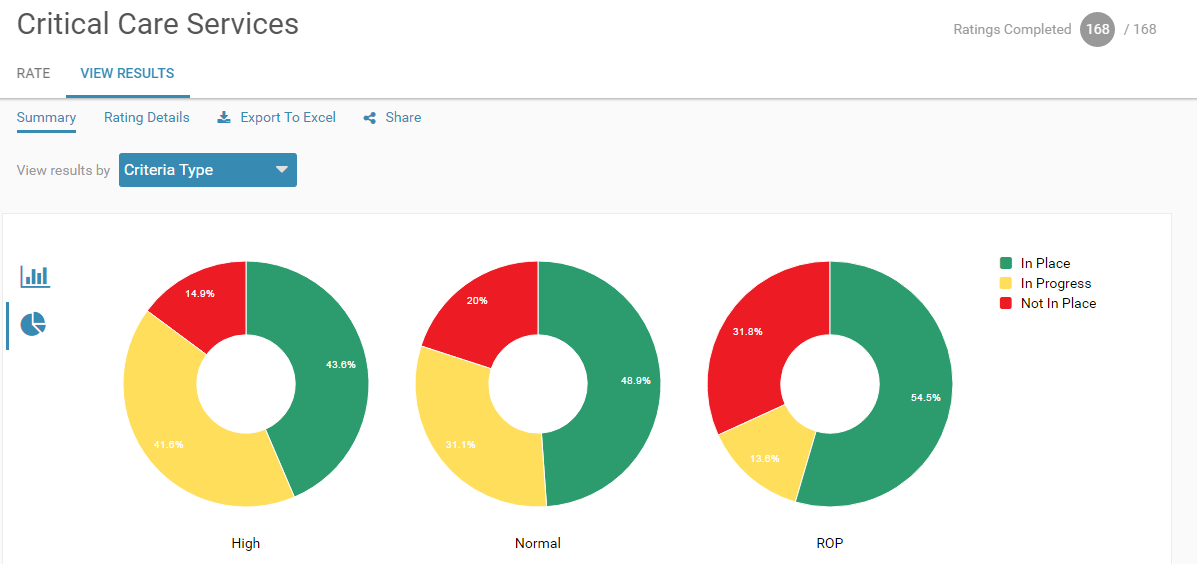 Critical Care Services
Ratings Completed 168 / 168
RATE VIEW RESULTS
Summary Rating Details Export To Excel Share
View results by Criteria Type
In Place
In Progress
Not In Place
14.9%
43.6%
41.6%
20%
48.9%
31.1%
31.8%
54.5%
13.6%
High Normal ROP